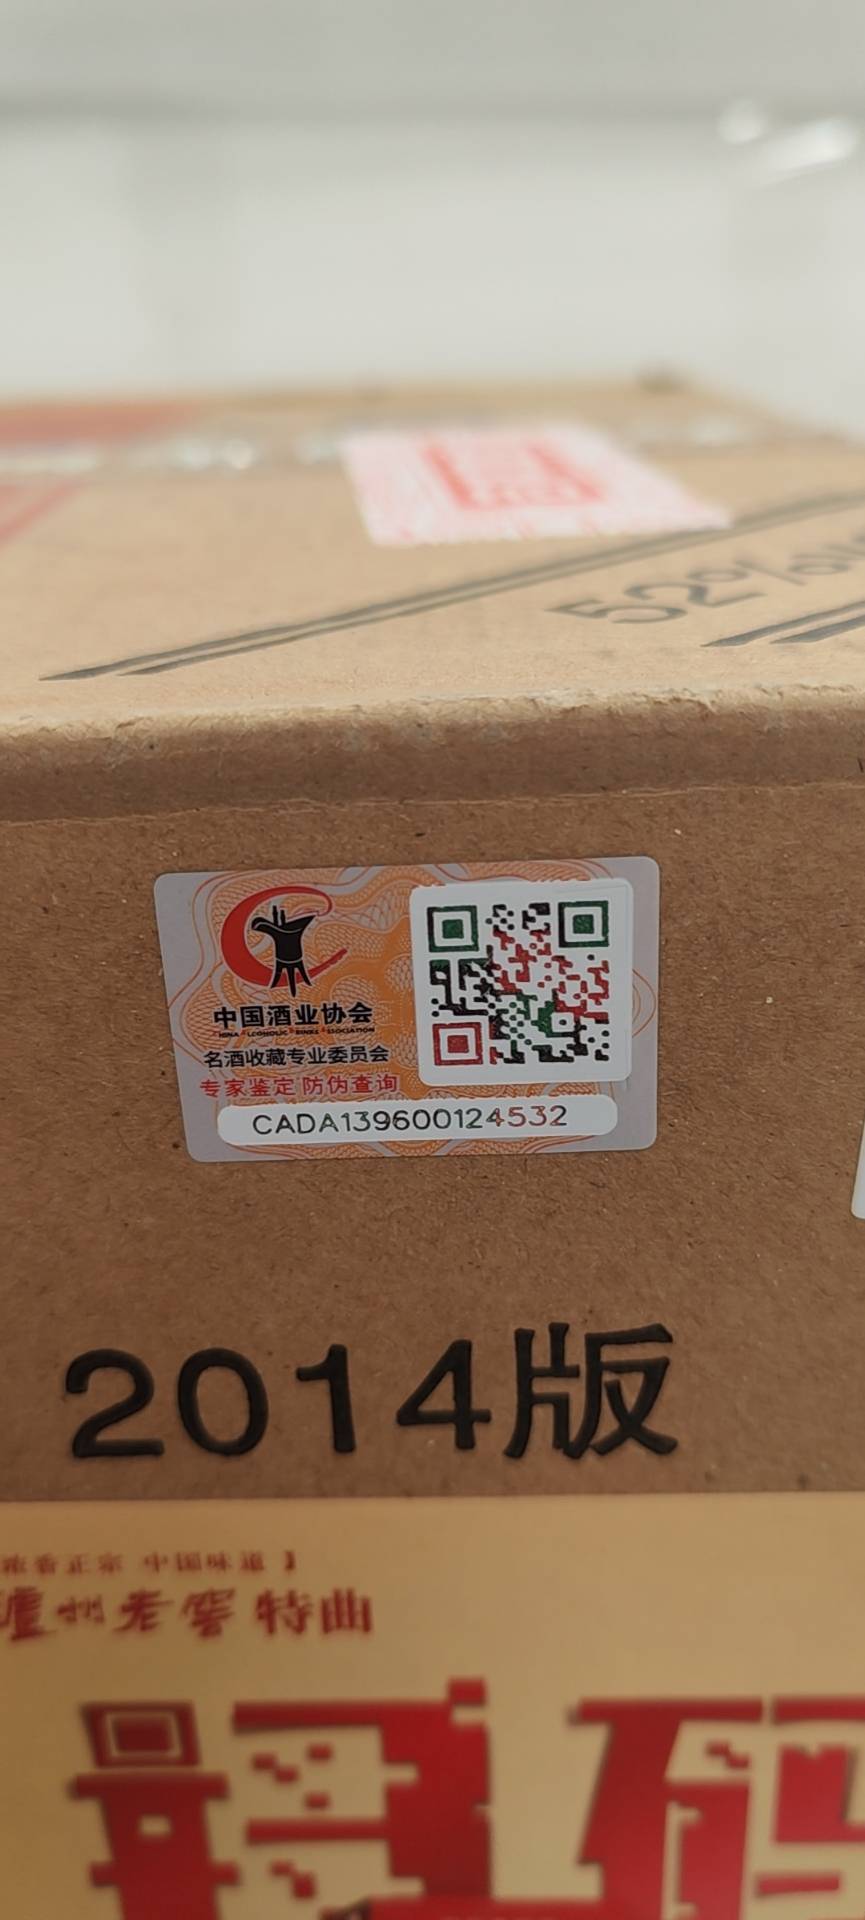 52%vo
中国酒业协会
名酒收藏专业委员会
专家鉴定 防伪查询
CADA139600124532
2014版
浓香正宗 中国味道 】
泸州老窖 特曲
码